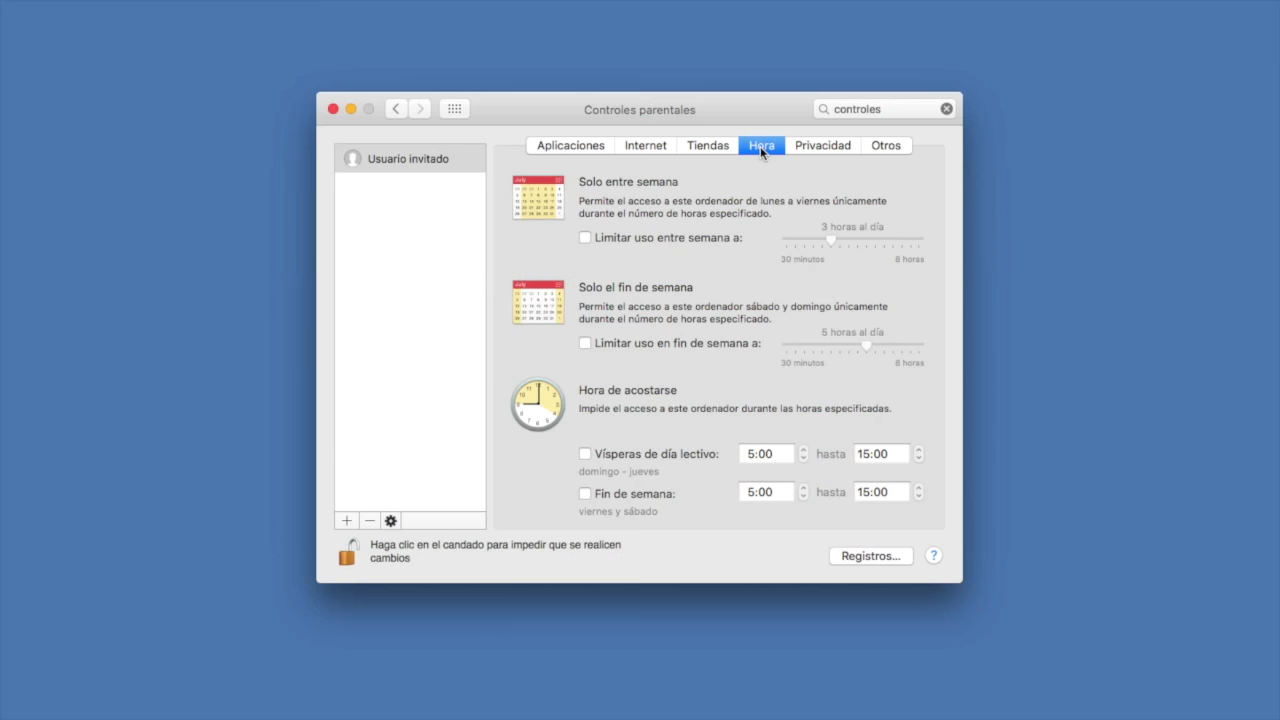 Controles parentales
controles
Usuario invitado
Aplicaciones
Internet
Tiendas
Hora
Privacidad
Otros
July
Solo entre semana
Permite el acceso a este ordenador de lunes a viernes únicamente
durante el número de horas especificado.
3 horas al día
Limitar uso entre semana a:
30 minutos
8 horas
July
Solo el fin de semana
Permite el acceso a este ordenador sábado y domingo únicamente
durante el número de horas especificado.
5 horas al día
Limitar uso en fin de semana a:
30 minutos
8 horas
Hora de acostarse
Impide el acceso a este ordenador durante las horas especificadas.
Vísperas de día lectivo: 5:00 hasta 15:00
domingo - jueves
Fin de semana: 5:00 hasta 15:00
viernes y sábado
Haga clic en el candado para impedir que se realicen
cambios
Registros...
?